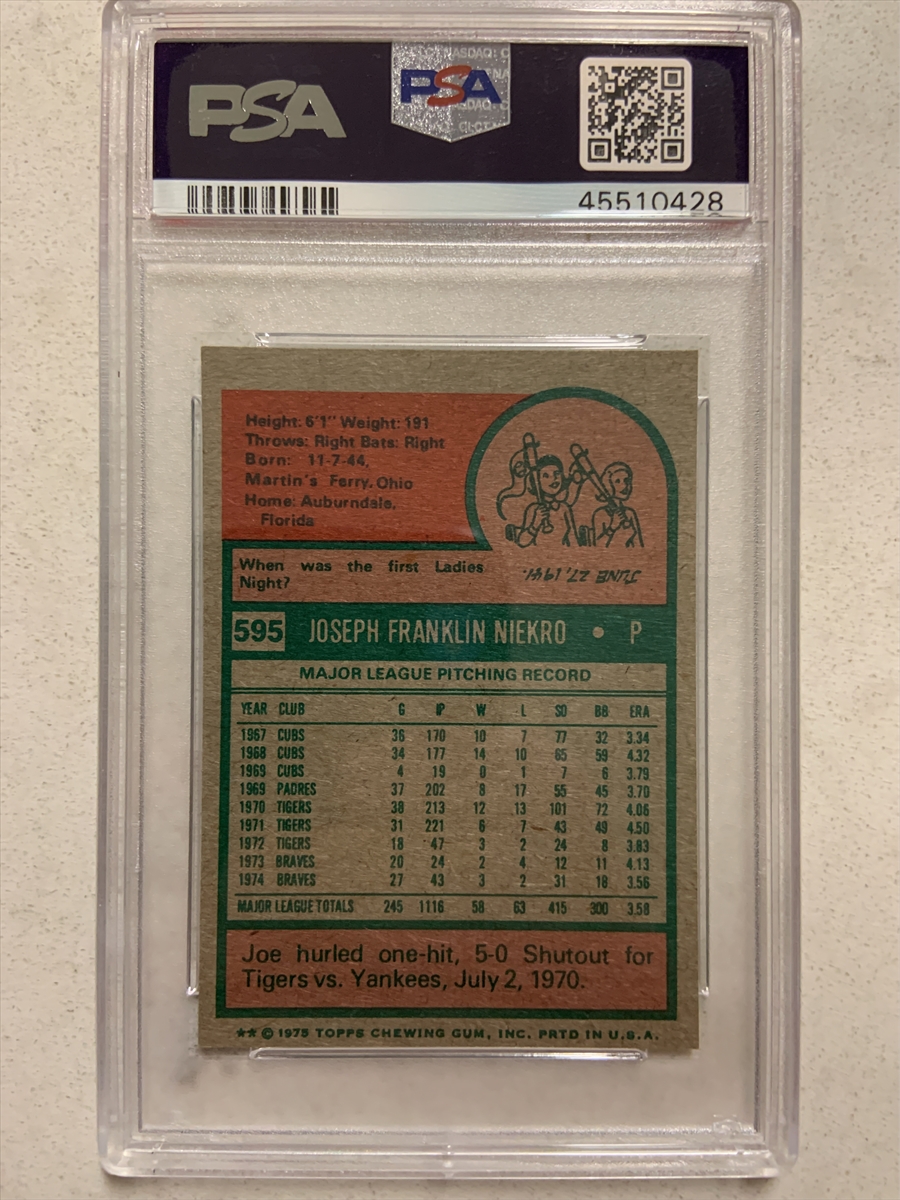 PSA
PSA
45510428
Height: 6'1" Weight: 191
Throws: Right Bats: Right
Born: 11-7-44,
Martin's Ferry, Ohio
Home: Auburndale,
Florida
When was the first Ladies
Night?
JUNE 27, 1941.
595 JOSEPH FRANKLIN NIEKRO • P
MAJOR LEAGUE PITCHING RECORD
YEAR CLUB G IP W L SO BB ERA
1967 CUBS 36 170 10 7 77 32 3.34
1968 CUBS 34 177 14 10 65 59 4.32
1969 CUBS 4 19 0 1 7 6 3.79
1969 PADRES 37 202 8 17 55 45 3.70
1970 TIGERS 38 213 12 13 101 72 4.06
1971 TIGERS 31 221 6 7 43 49 4.50
1972 TIGERS 18 47 3 2 24 8 3.83
1973 BRAVES 20 24 2 4 12 11 4.13
1974 BRAVES 27 43 3 2 31 18 3.56
MAJOR LEAGUE TOTALS 245 1116 58 63 415 300 3.58
Joe hurled one-hit, 5-0 Shutout for
Tigers vs. Yankees, July 2, 1970.
★★ © 1975 TOPPS CHEWING GUM, INC. PRTD IN U.S.A.